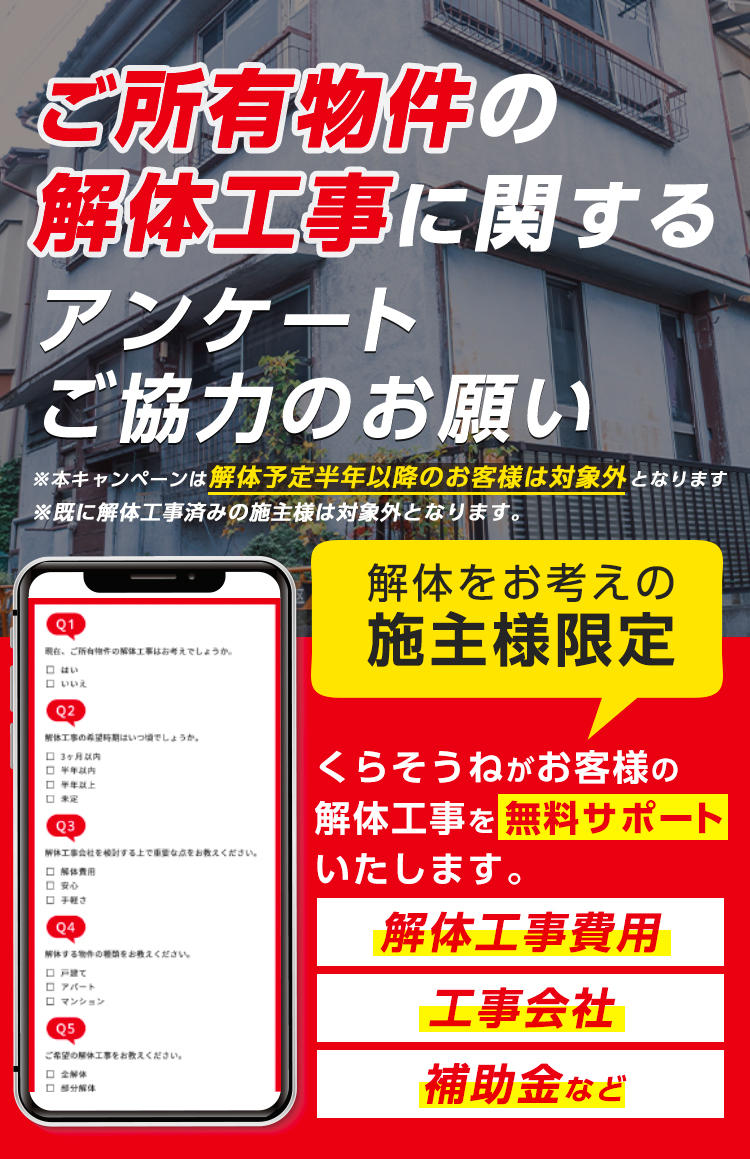 ご所有物件の
解体工事に関する
アンケート
ご協力のお願い
※本キャンペーンは解体予定半年以降のお客様は対象外となります
※既に解体工事済みの施主様は対象外となります。
解体をお考えの
施主様限定
くらそうねがお客様の
解体工事を無料サポート
いたします。
解体工事費用
工事会社
補助金など
Q1
現在、ご所有物件の解体工事はお考えでしょうか。
☐ はい
☐ いいえ
Q2
解体工事の希望時期はいつ頃でしょうか。
☐ 3ヶ月以内
☐ 半年以内
☐ 半年以上
☐ 未定
Q3
解体工事会社を検討する上で重要な点をお教えください。
☐ 解体費用
☐ 安心
☐ 手軽さ
Q4
解体する物件の種類をお教えください。
☐ 戸建て
☐ アパート
☐ マンション
Q5
ご希望の解体工事をお教えください。
☐ 全解体
☐ 部分解体